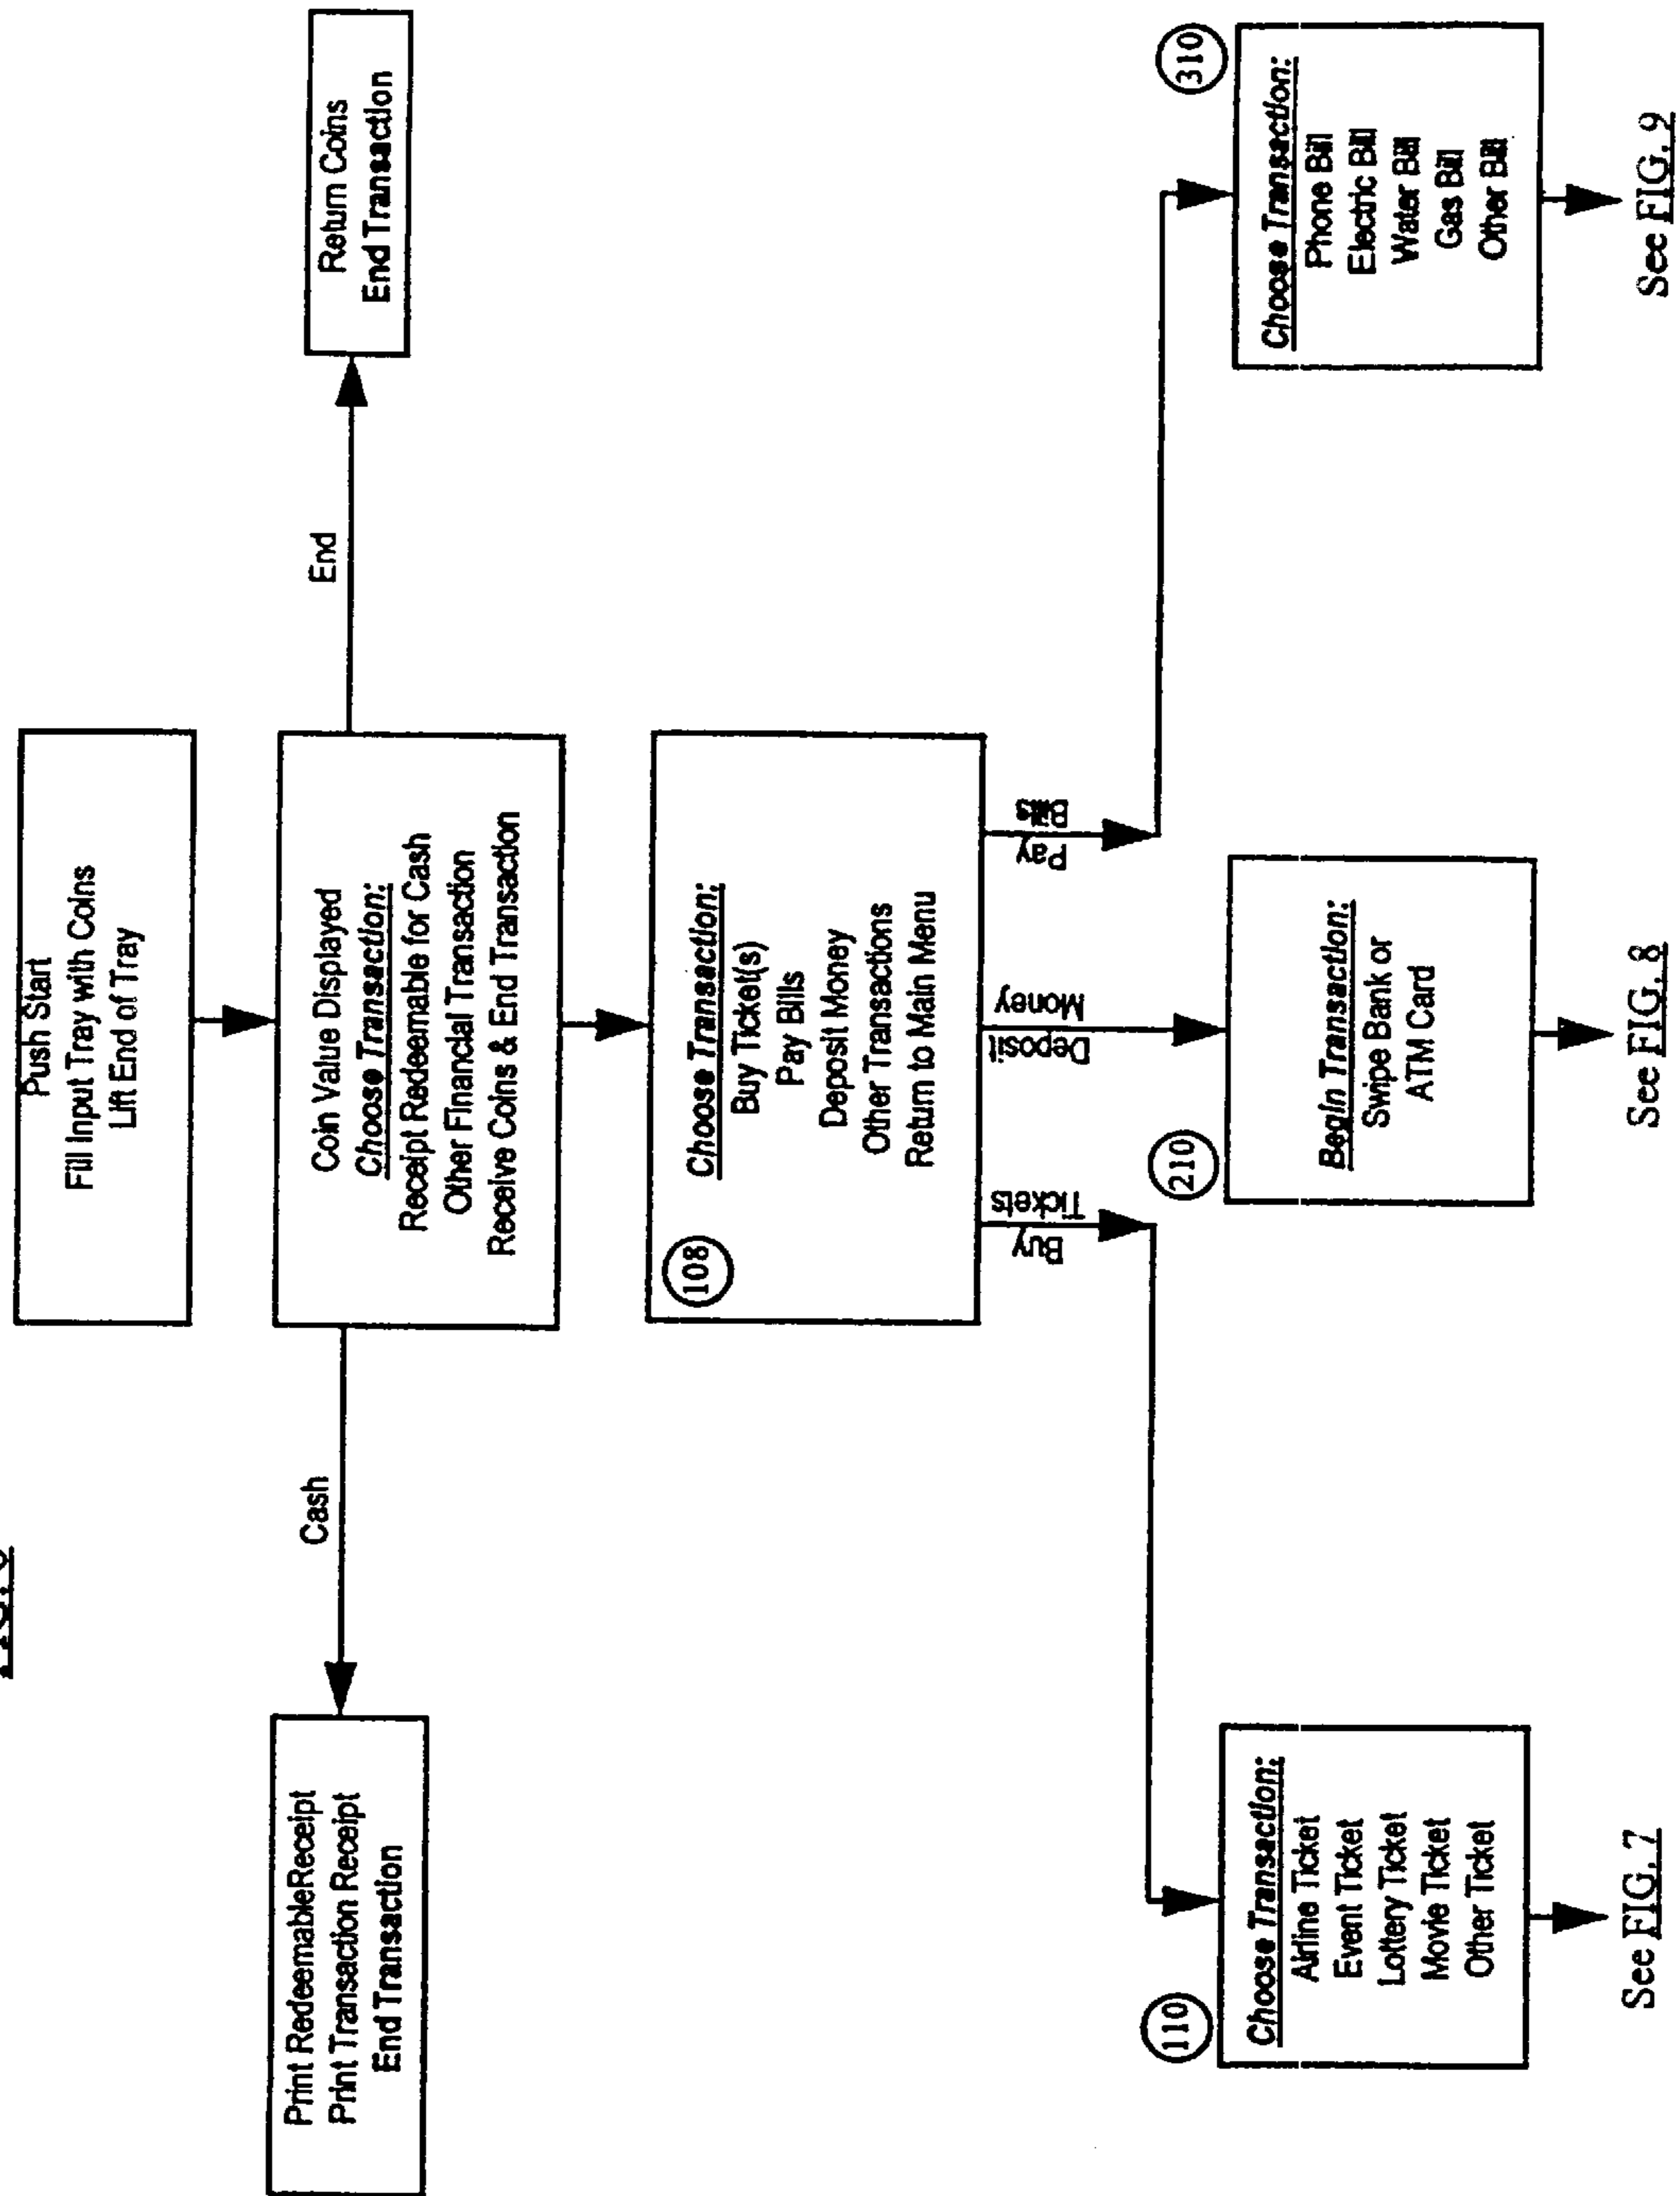 Push Start
Fill Input Tray with Coins
Lift End of Tray
Coin Value Displayed
Choose Transaction:
Receipt Redeemable for Cash
Other Financial Transaction
Receive Coins & End Transaction
Cash
End
Print RedeemableReceipt
Print Transaction Receipt
End Transaction
Return Coins
End Transaction
108
Choose Transaction:
Buy Ticket(s)
Pay Bills
Deposit Money
Other Transactions
Return to Main Menu
Buy
Tickets
Deposit
Money
Pay
Bills
110
Choose Transaction:
Airline Ticket
Event Ticket
Lottery Ticket
Movie Ticket
Other Ticket
See FIG. 7
210
Begin Transaction:
Swipe Bank or
ATM Card
See FIG. 8
310
Choose Transaction:
Phone Bill
Electric Bill
Water Bill
Gas Bill
Other Bill
See FIG. 9